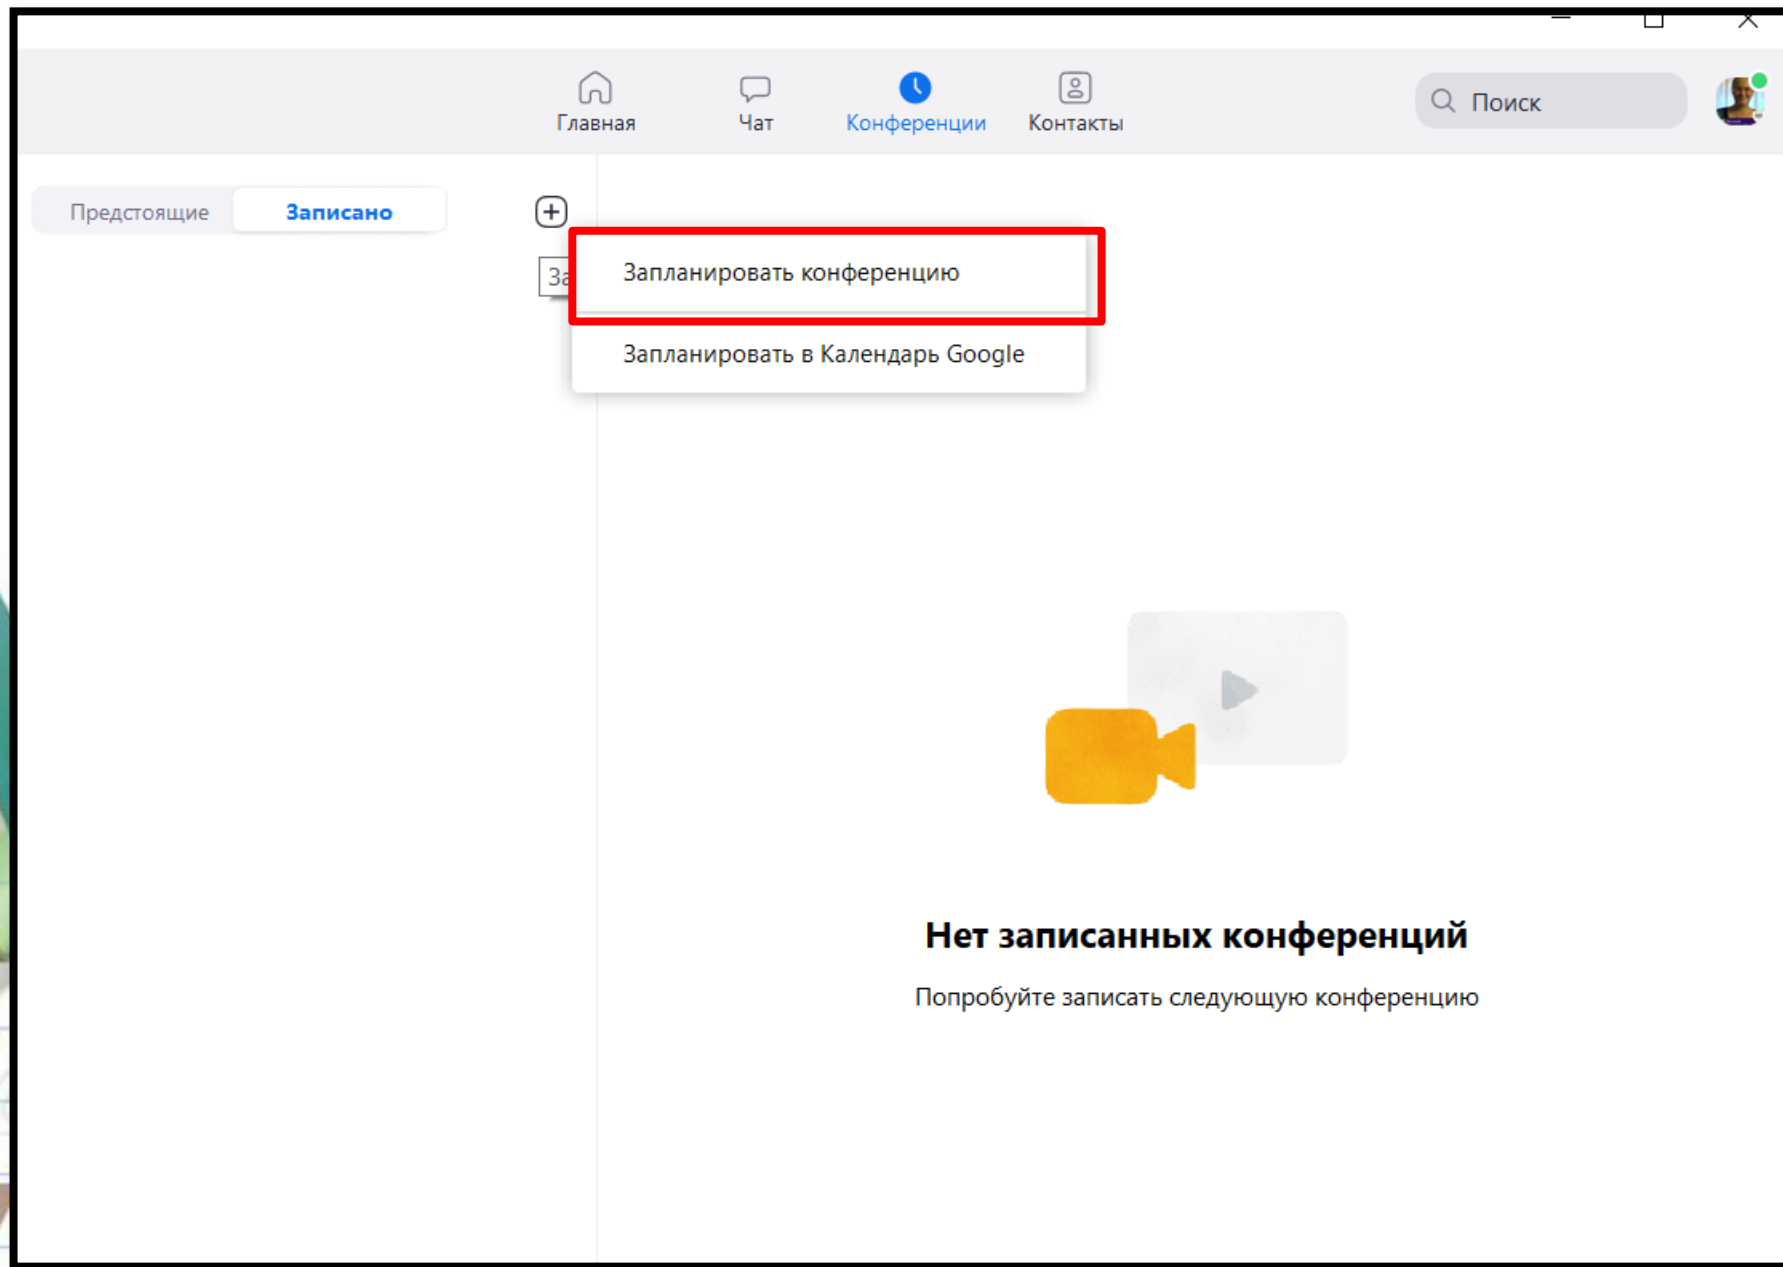 Главная
Чат
Конференции
Контакты
Поиск
Предстоящие
Записано
Запланировать конференцию
Запланировать в Календарь Google
Нет записанных конференций
Попробуйте записать следующую конференцию